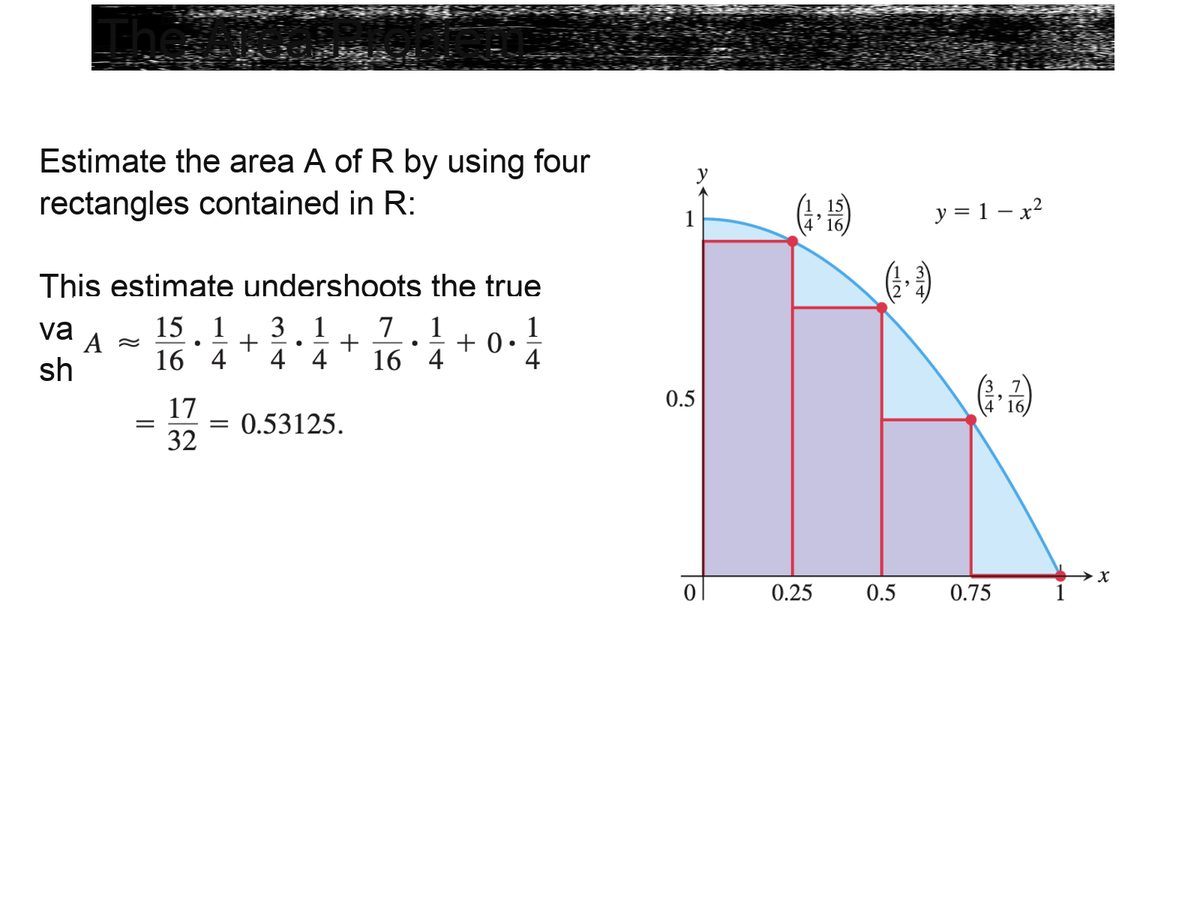 The Area Problem
Estimate the area A of R by using four
rectangles contained in R:
This estimate undershoots the true
va
sh
A ≈ 15/16 · 1/4 + 3/4 · 1/4 + 7/16 · 1/4 + 0 · 1/4
= 17/32 = 0.53125.
y
1
(1/4, 15/16)
y = 1 − x²
(1/2, 3/4)
0.5
(3/4, 7/16)
x
0 0.25 0.5 0.75 1